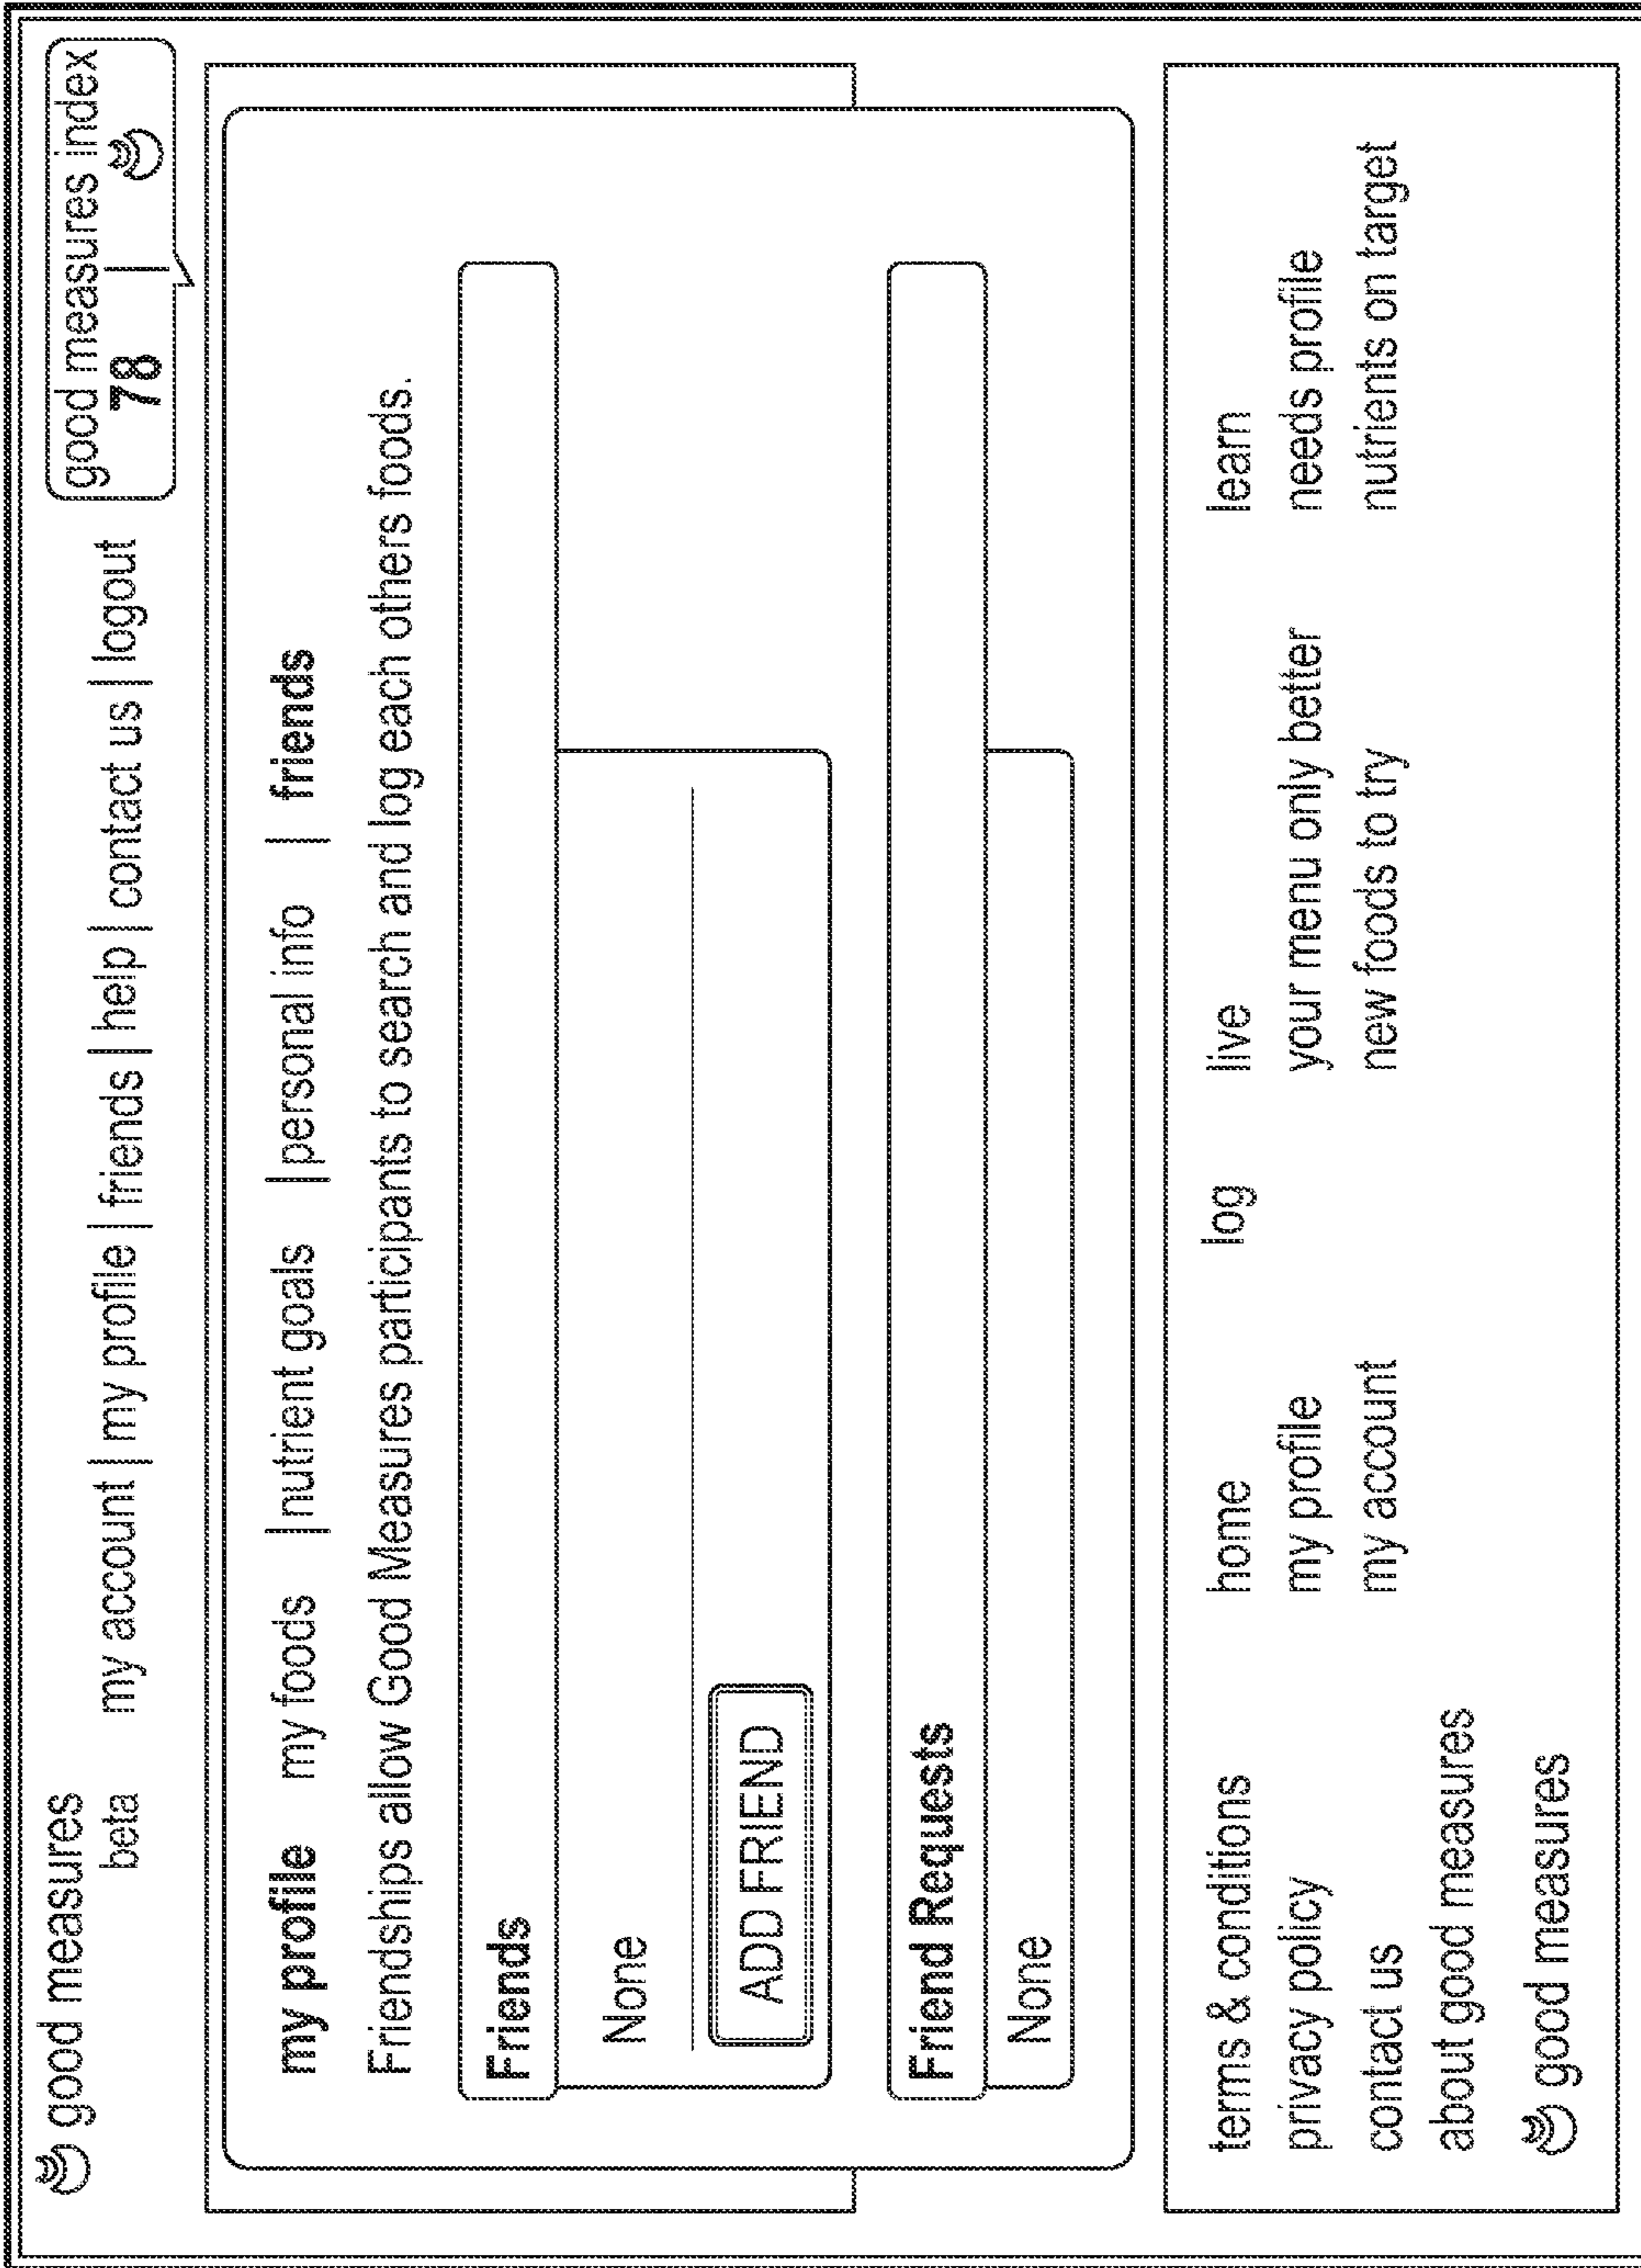 good measures
beta
my account | my profile | friends | help | contact us | logout
good measures index
78 |
my profile my foods | nutrient goals | personal info | friends
Friendships allow Good Measures participants to search and log each others foods.
Friends
None
ADD FRIEND
Friend Requests
None
terms & conditions home log live learn
privacy policy my profile your menu only better needs profile
contact us my account new foods to try nutrients on target
about good measures
good measures